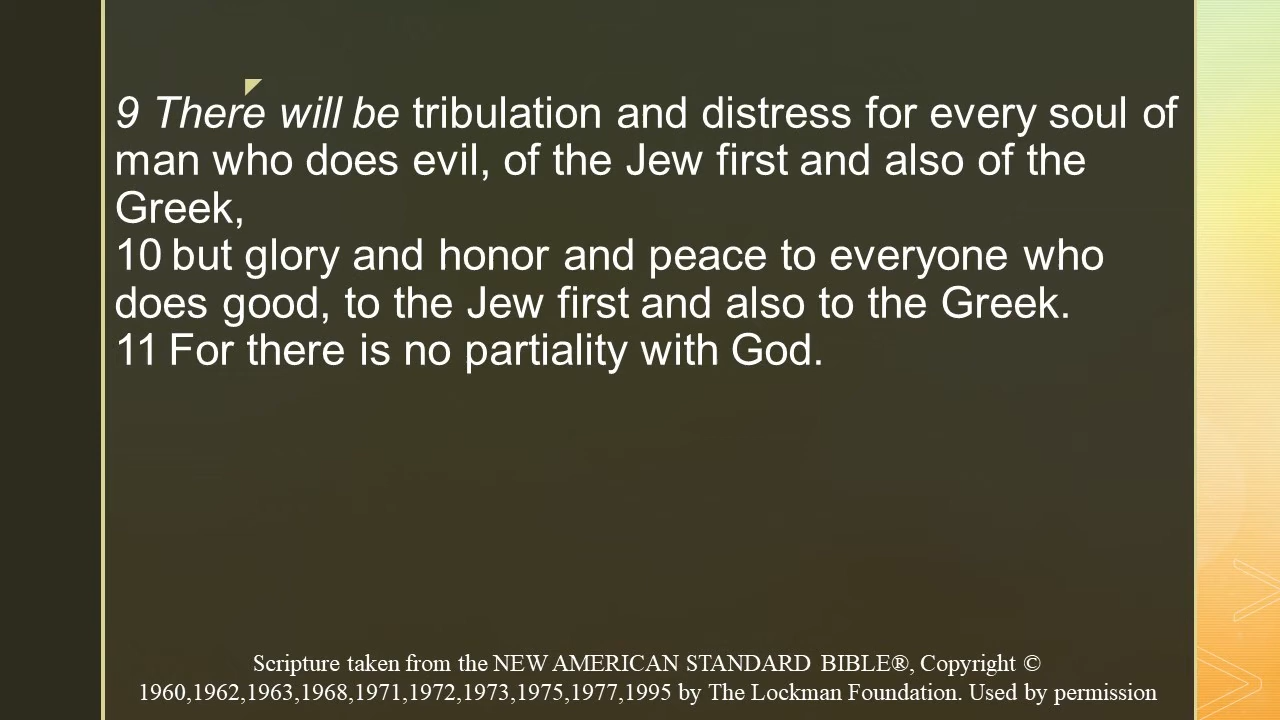 9 There will be tribulation and distress for every soul of
man who does evil, of the Jew first and also of the
Greek,
10 but glory and honor and peace to everyone who
does good, to the Jew first and also to the Greek.
11 For there is no partiality with God.
Scripture taken from the NEW AMERICAN STANDARD BIBLE®, Copyright ©
1960,1962,1963,1968,1971,1972,1973,1975,1977,1995 by The Lockman Foundation. Used by permission